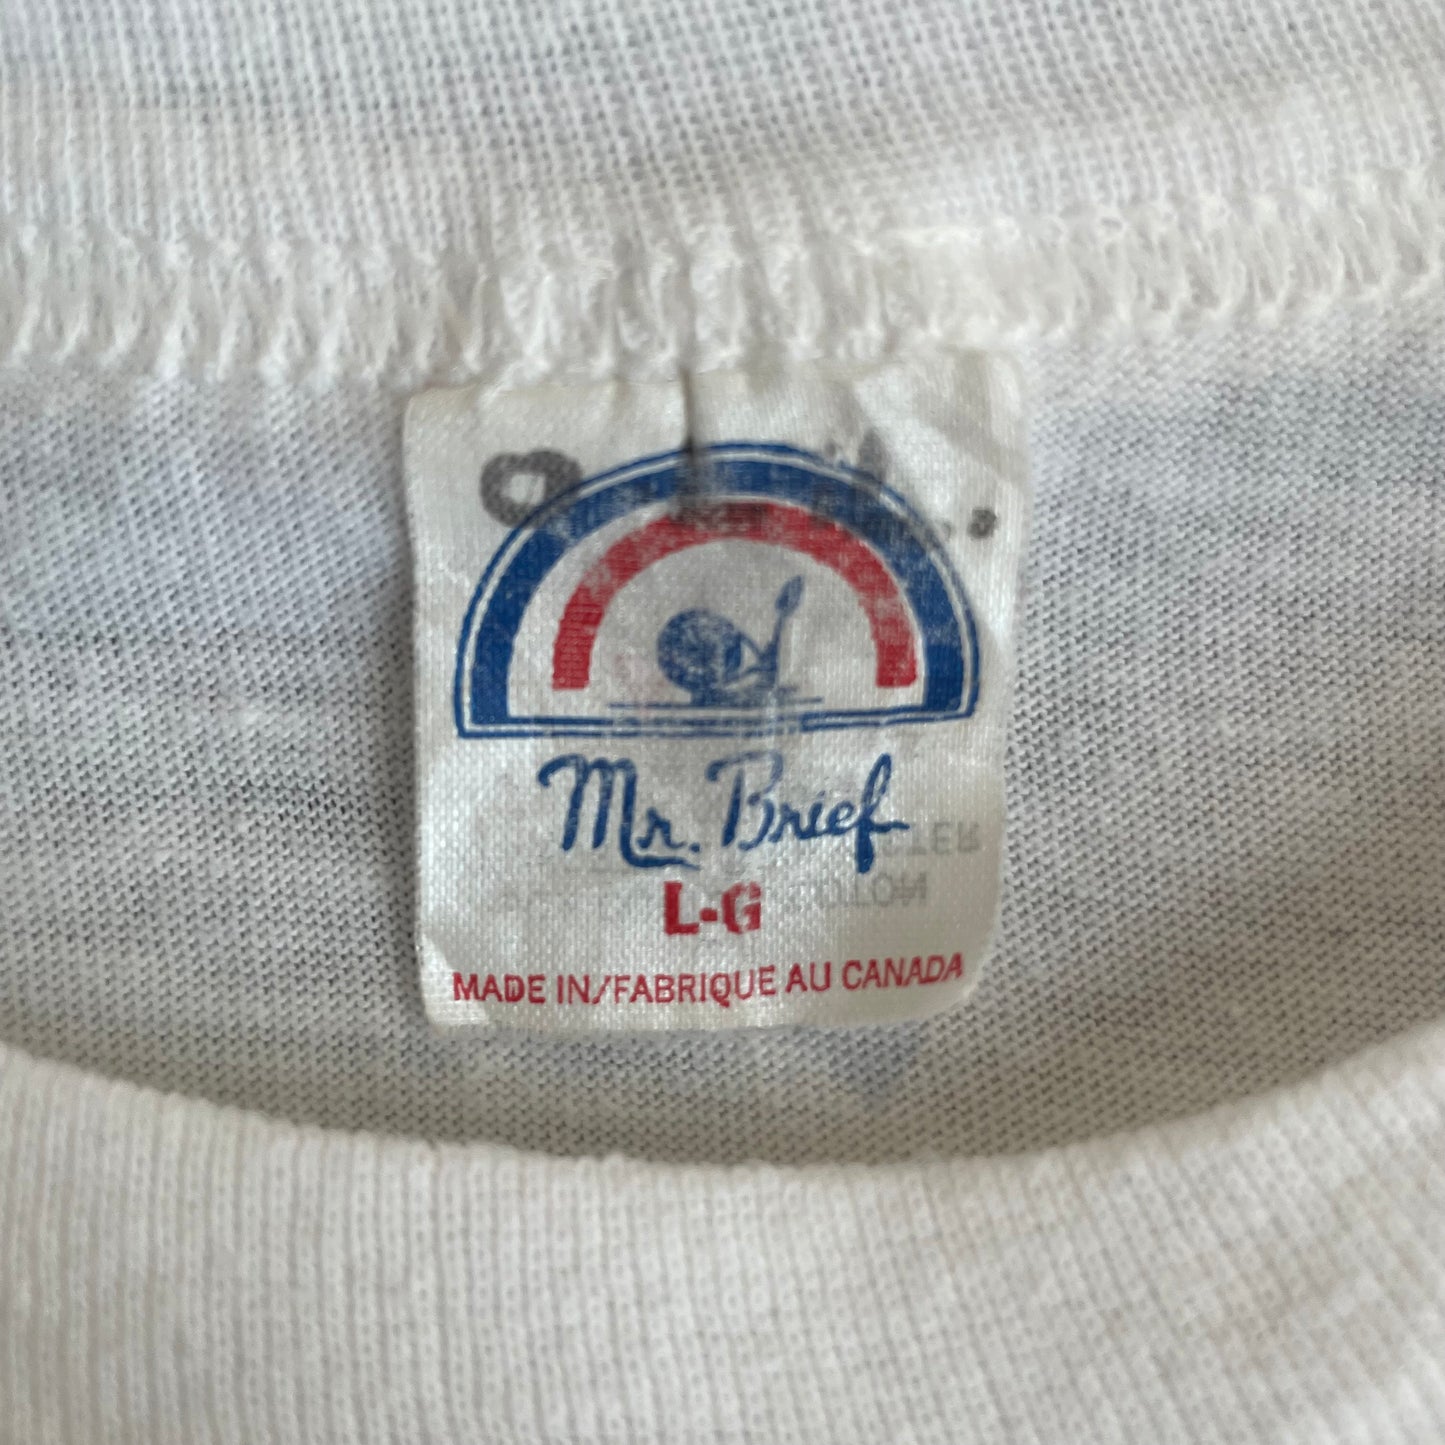 Mr. Brief
L-G
MADE IN/FABRIQUE AU CANADA